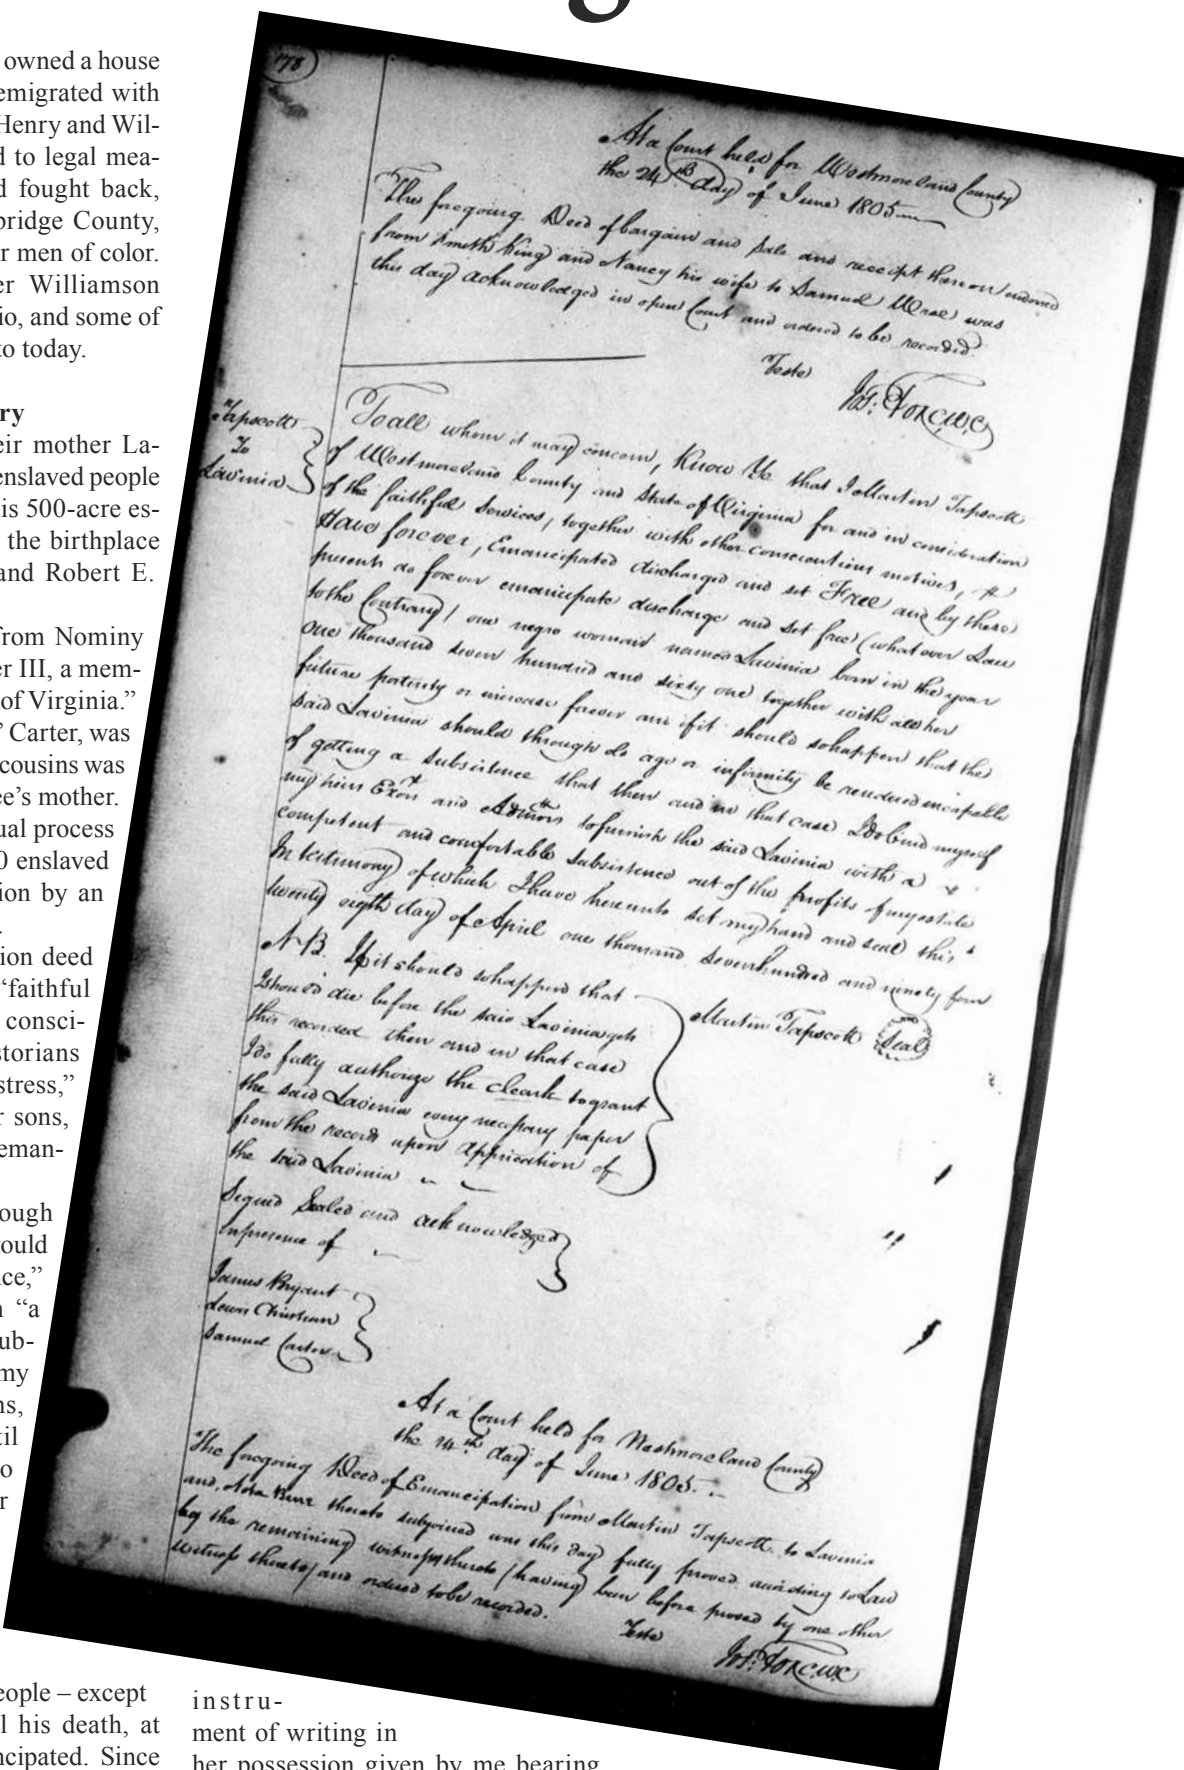 owned a house
emigrated with
Henry and Wil-
d to legal mea-
d fought back,
bridge County,
r men of color.
er Williamson
io, and some of
to today.
ry
eir mother La-
enslaved people
is 500-acre es-
the birthplace
and Robert E.
from Nominy
er III, a mem-
of Virginia.”
” Carter, was
cousins was
ee’s mother.
ual process
0 enslaved
tion by an
.
ion deed
“faithful
consci-
storians
stress,”
r sons,
eman-
ough
would
ce,”
n “a
ub-
my
ns,
til
o
r
eople – except
l his death, at
ncipated. Since
instru-
ment of writing in
her possession given by me bearing
178
At a Court held for Westmoreland County
the 24th day of June 1805
The foregoing Deed of bargain and sale and receipt thereon endorsed
from Smith King and Nancy his wife to Samuel was
this day acknowledged in open Court and ordered to be recorded.
Teste
Jos. Fox C.W.C
Tapscott
To
Lavinia
To all whom it may concern, Know Ye that I Martin Tapscott
of Westmoreland County and State of Virginia for and in consideration
of the faithful Services, together with other conscientious motives,
Have forever, Emancipated discharged and set Free and by these
presents do forever emancipate discharge and set free (whatever Law
to the Contrary) one negro woman named Lavinia born in the year
One thousand seven hundred and sixty one together with all her
future posterity or increase forever and if it should so happen that the
said Lavinia should through old age or infirmity be rendered incapable
of getting a subsistence that then and in that case I do bind myself
my heirs Exors and Admors to furnish the said Lavinia with a
competent and comfortable Subsistence out of the profits of my estate
In testimony of which I have hereunto set my hand and seal this
twenty eighth day of April one thousand Seven hundred and ninety four
N.B. If it should so happen that
I should die before the said Lavinia gets
this recorded then and in that case
I do fully authorize the cleark to grant
the said Lavinia every necessary paper
from the record upon Application of
the said Lavinia
Martin Tapscott Seal
Signed Sealed and acknowledged
in presence of
James Bryant
Christian
Samuel Carter
At a Court held for Westmoreland County
the 24th day of June 1805.
The foregoing Deed of Emancipation from Martin Tapscott to Lavinia
and Nota Bene thereto subjoined was this day fully proved according to Law
by the remaining witness thereto (having been before proved by one other
witness thereto) and ordered to be recorded.
Teste
Jos. Fox C.W.C